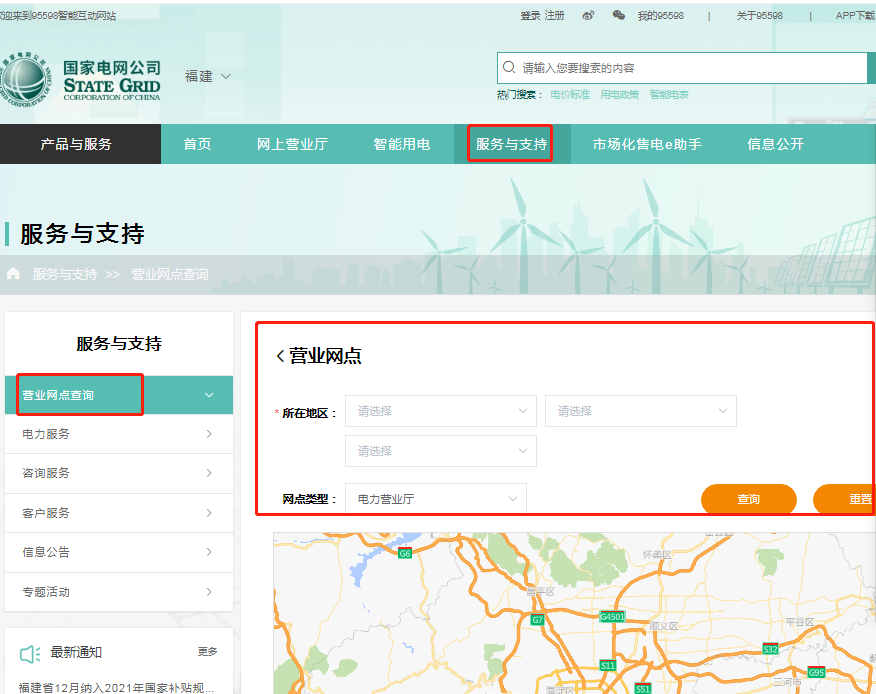 欢迎来到95598智能互动网站
登录 注册 我的95598 | 关于95598 | APP下载
国家电网公司
STATE GRID
CORPORATION OF CHINA
福建
请输入您要搜索的内容
热门搜索： 电价标准 用电政策 智能电表
产品与服务 首页 网上营业厅 智能用电 服务与支持 市场化售电e助手 信息公开
服务与支持
服务与支持 >> 营业网点查询
服务与支持
营业网点查询
电力服务
咨询服务
客户服务
信息公告
专题活动
最新通知 更多
福建省12月纳入2021年国家补贴规...
营业网点
* 所在地区： 请选择 请选择
请选择
网点类型： 电力营业厅 查询 重置
G6
怀柔区
昌平区
G7
G4501
顺义区
平谷区
S32
S11
G95
三河市
海淀区
S51